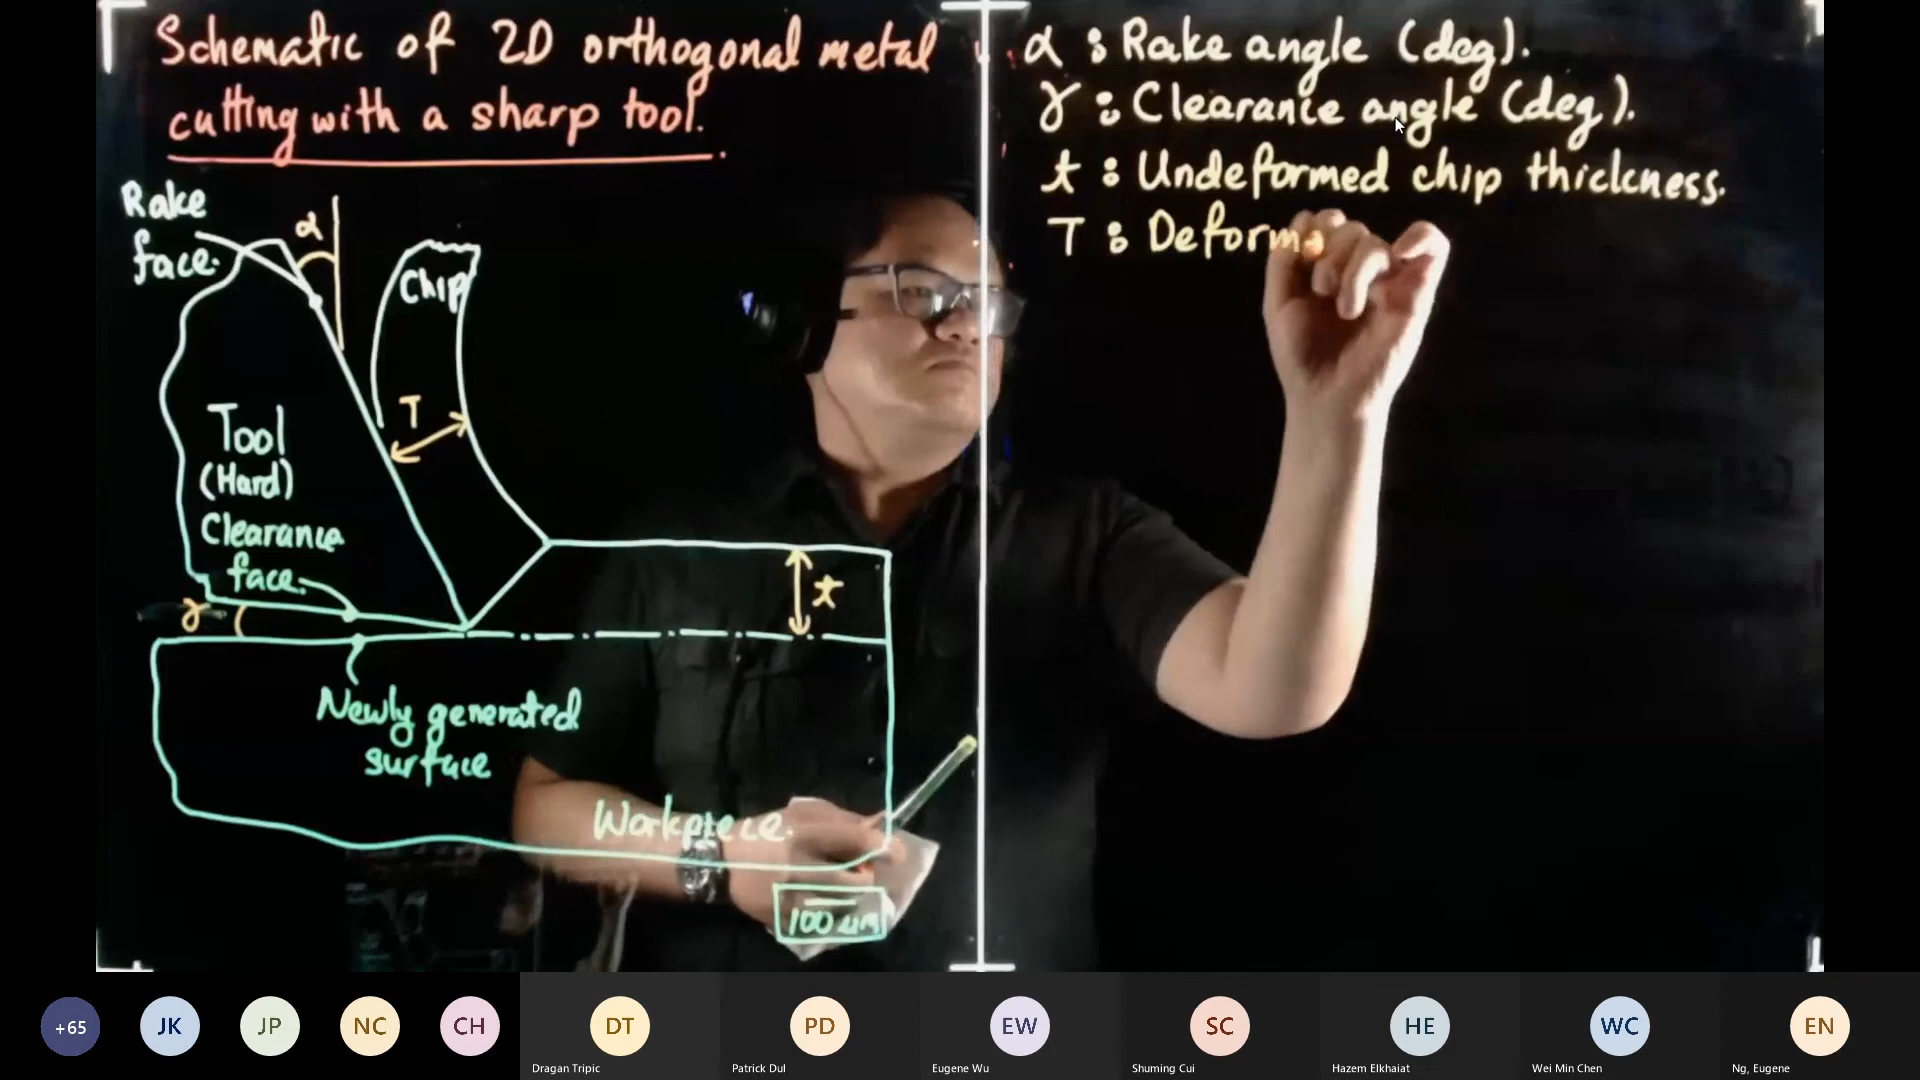 Schematic of 2D orthogonal metal
cutting with a sharp tool.
α : Rake angle (deg).
γ : Clearance angle (deg).
t : Undeformed chip thickness.
T : Deforma
Rake
face.
α
Chip
T
Tool
(Hard)
Clearance
face.
γ
t
Newly generated
surface
Workpiece.
100 μm
+65
JK
JP
NC
CH
DT
PD
EW
SC
HE
WC
EN
Dragan Tripic
Patrick Dul
Eugene Wu
Shuming Cui
Hazem Elkhaiat
Wei Min Chen
Ng, Eugene